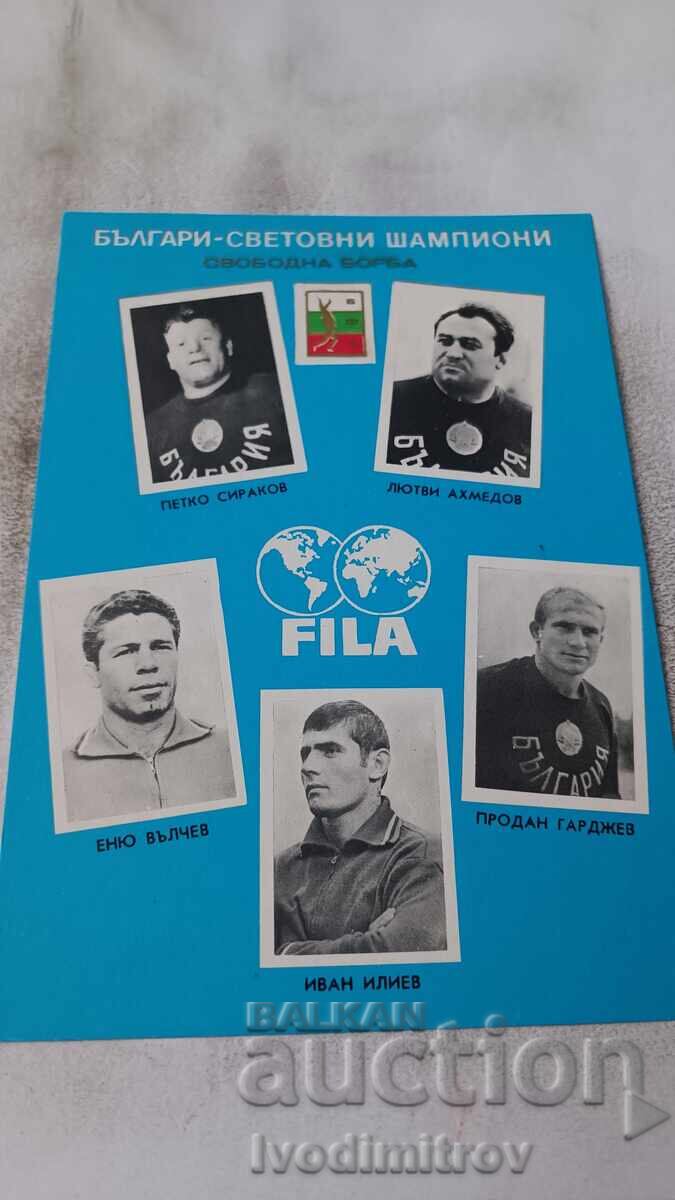 БЪЛГАРИ-СВЕТОВНИ ШАМПИОНИ
СВОБОДНА БОРБА
БЪЛГАРИЯ
БЪЛГАРИЯ
ПЕТКО СИРАКОВ
ЛЮТВИ АХМЕДОВ
FILA
БЪЛГАРИЯ
ЕНЮ ВЪЛЧЕВ
ПРОДАН ГАРДЖЕВ
ИВАН ИЛИЕВ
BALKAN
auction
Ivodimitrov